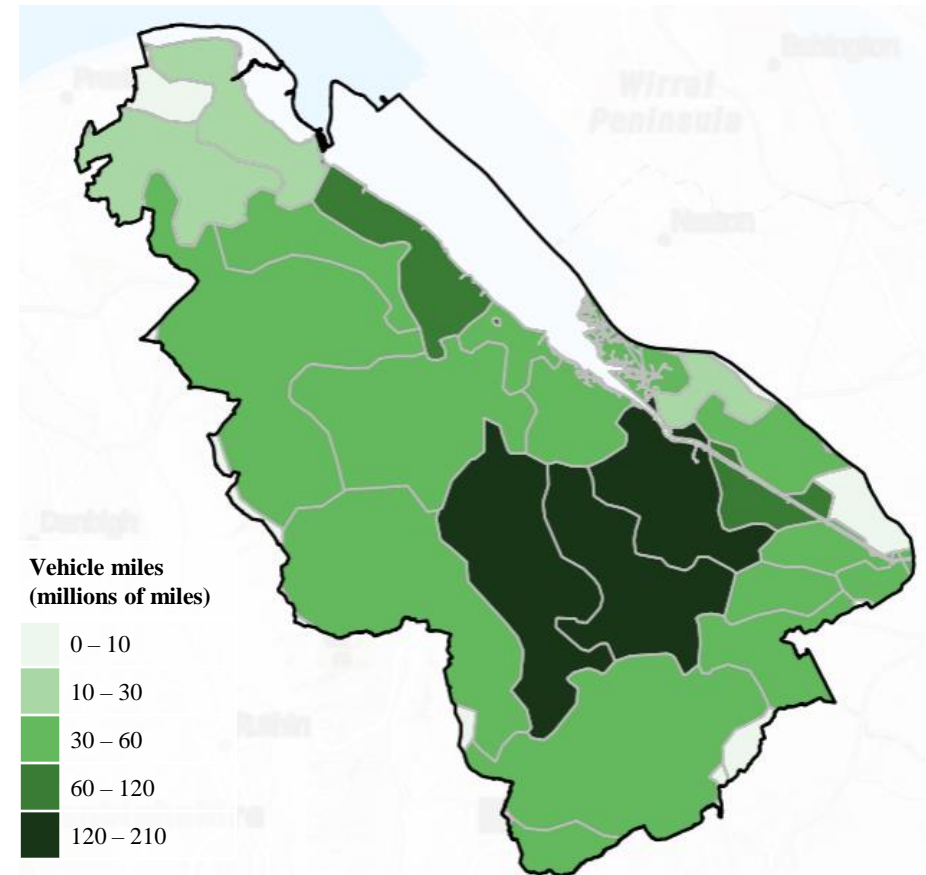 Bebington
Wirral
Peninsula
Neston
Denbigh
Vehicle miles
(millions of miles)
0 – 10
10 – 30
30 – 60
Ruthin
60 – 120
120 – 210